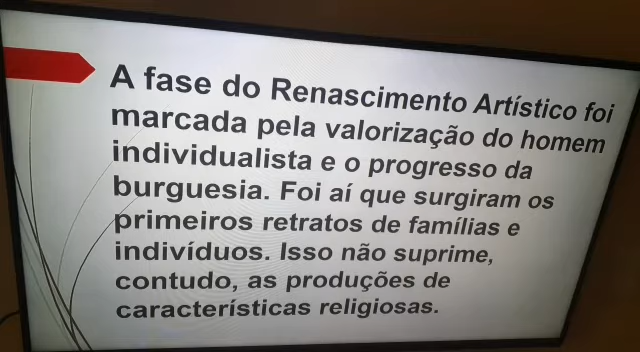 A fase do Renascimento Artístico foi
marcada pela valorização do homem
individualista e o progresso da
burguesia. Foi aí que surgiram os
primeiros retratos de famílias e
indivíduos. Isso não suprime,
contudo, as produções de
características religiosas.